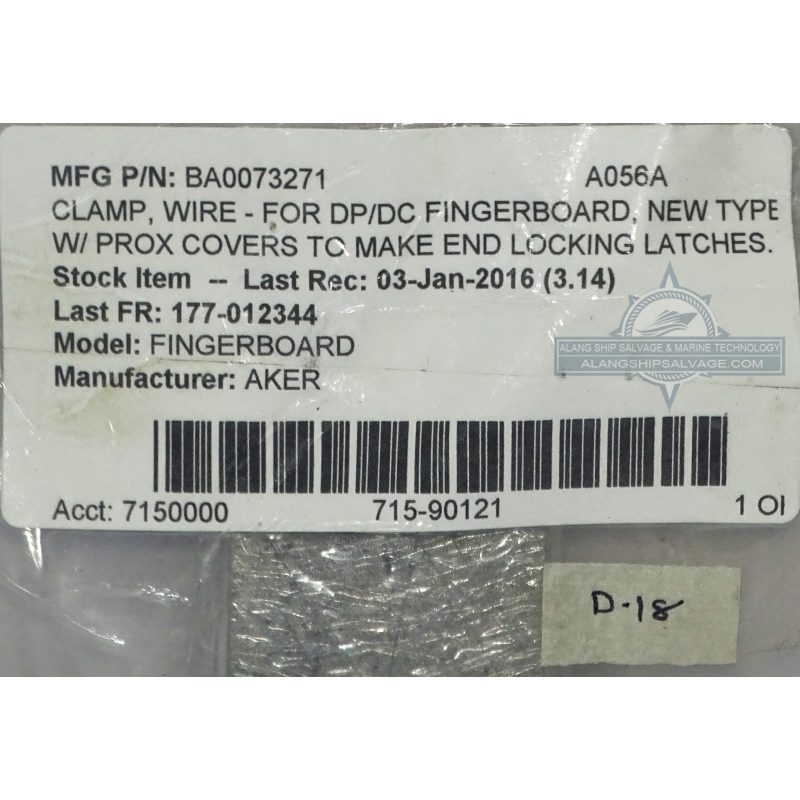 MFG P/N: BA0073271 A056A
CLAMP, WIRE - FOR DP/DC FINGERBOARD, NEW TYPE
W/ PROX COVERS TO MAKE END LOCKING LATCHES.
Stock Item -- Last Rec: 03-Jan-2016 (3.14)
Last FR: 177-012344
Model: FINGERBOARD
ALANG SHIP SALVAGE & MARINE TECHNOLOGY
ALANGSHIPSALVAGE.COM
Manufacturer: AKER
Acct: 7150000 715-90121 1 O
D-18